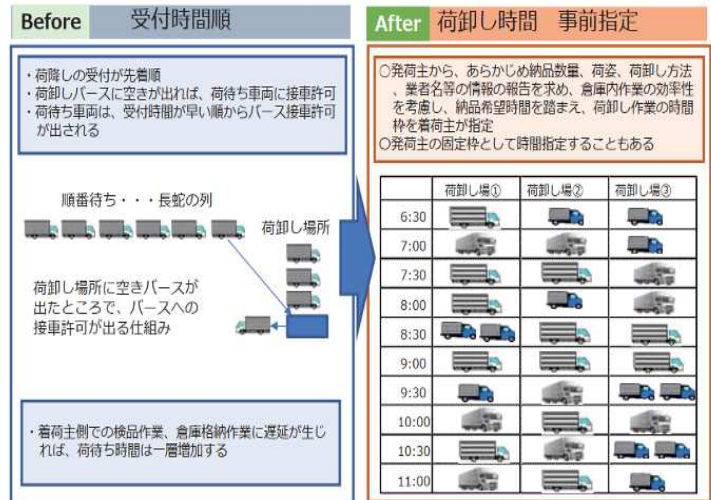 Before 受付時間順
・荷降しの受付が先着順
・荷卸しバースに空きが出れば、荷待ち車両に接車許可
・荷待ち車両は、受付時間が早い順からバース接車許可
が出される
順番待ち・・・長蛇の列
荷卸し場所
荷卸し場所に空きバースが
出たところで、バースへの
接車許可が出る仕組み
・着荷主側での検品作業、倉庫格納作業に遅延が生じ
れば、荷待ち時間は一層増加する
After 荷卸し時間 事前指定
○発荷主から、あらかじめ納品数量、荷姿、荷卸し方法
、業者名等の情報の報告を求め、倉庫内作業の効率性
を考慮し、納品希望時間を踏まえ、荷卸し作業の時間
枠を着荷主が指定
○発荷主の固定枠として時間指定することもある
荷卸し場① 荷卸し場② 荷卸し場③
6:30
7:00
7:30
8:00
8:30
9:00
9:30
10:00
10:30
11:00